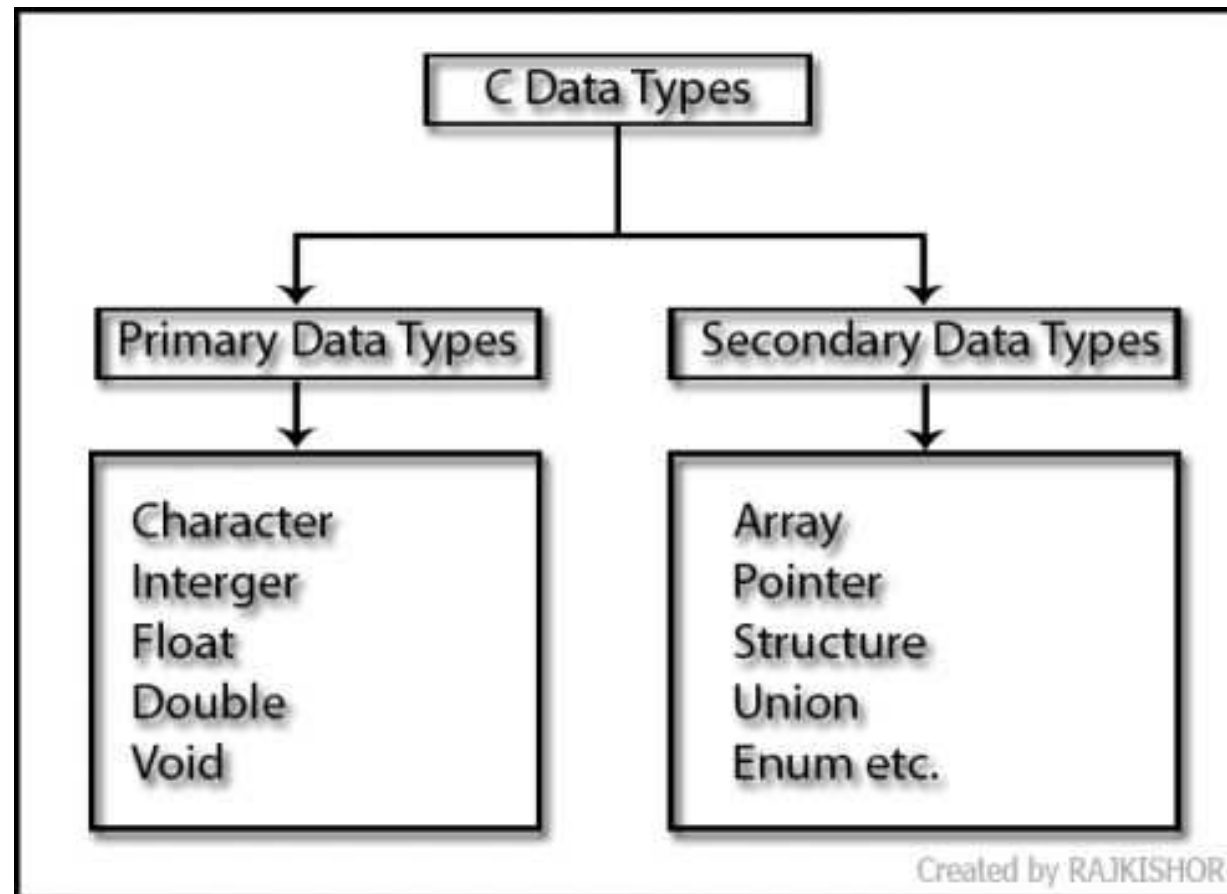 C Data Types
Primary Data Types
Secondary Data Types
Character
Interger
Float
Double
Void
Array
Pointer
Structure
Union
Enum etc.
Created by RAJKISHOR